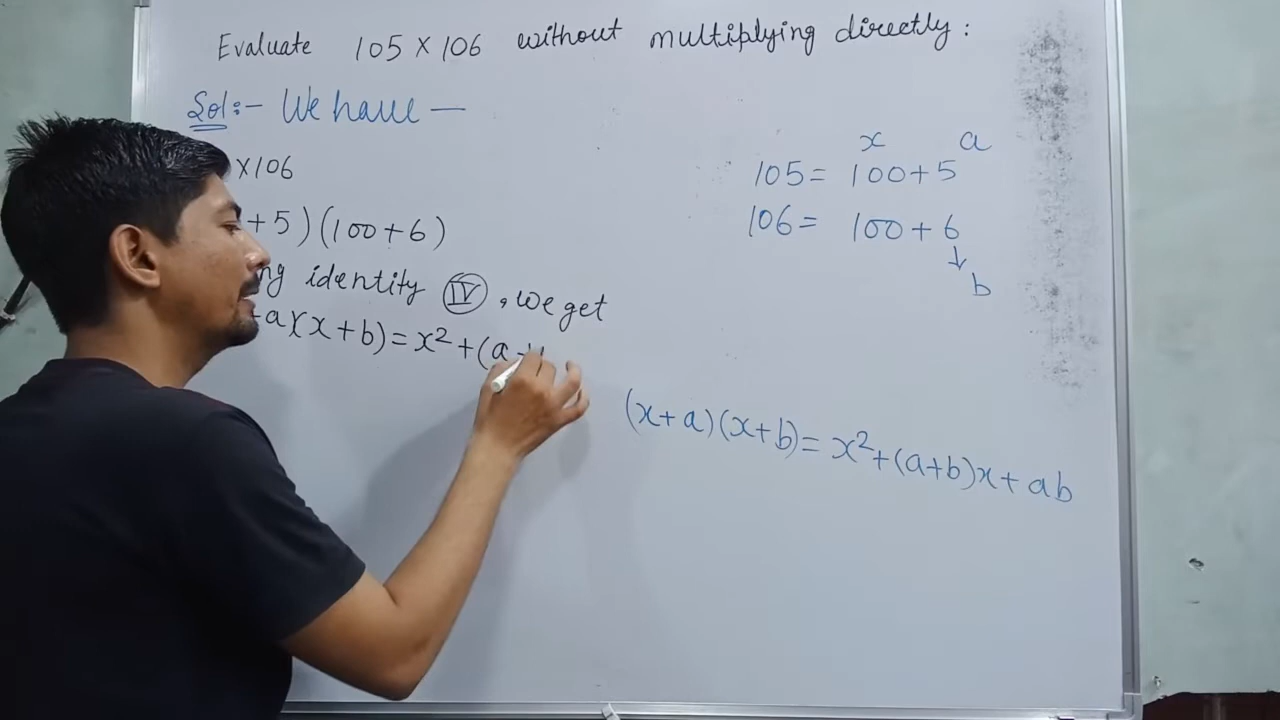 Evaluate 105 × 106 without multiplying directly:
Sol:- We have —
× 106
+ 5) (100 + 6)
ng identity (IV), we get
+ a)(x + b) = x² + (a +
x a
105 = 100 + 5
106 = 100 + 6
↓
b
(x + a) (x + b) = x² + (a + b)x + ab